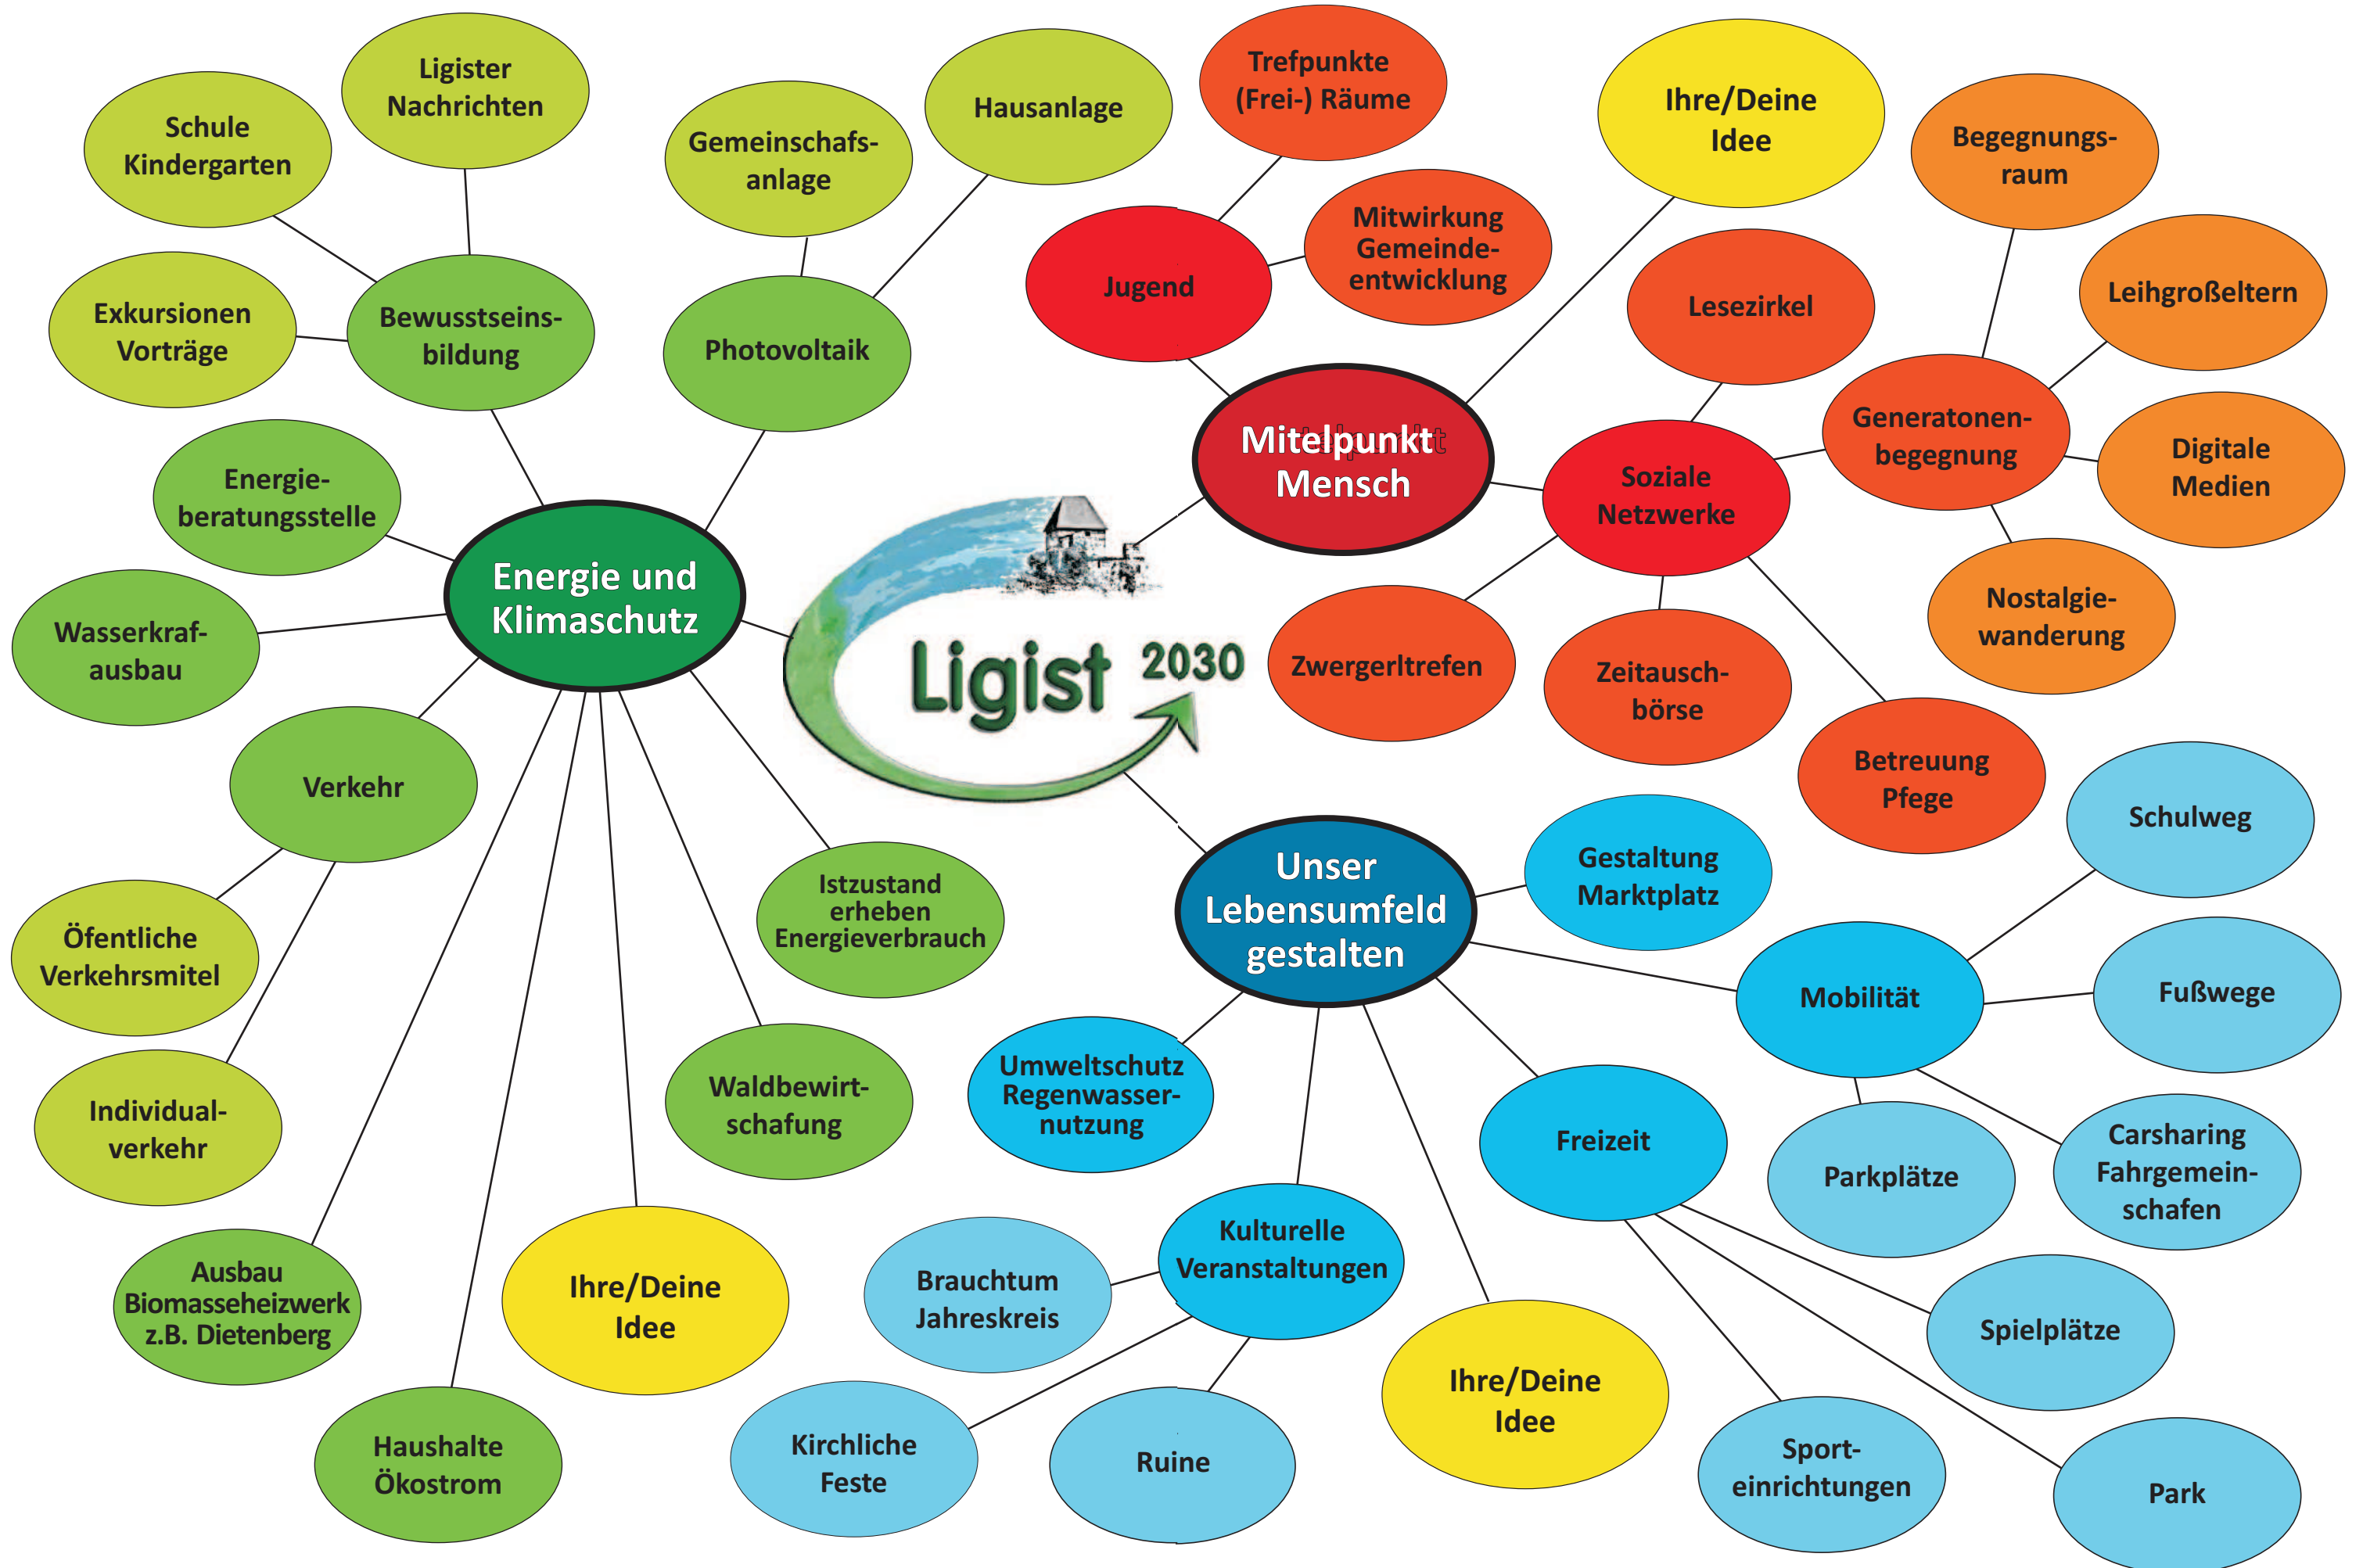 Ligister
Nachrichten
Schule
Kindergarten
Exkursionen
Vorträge
Bewusstseins-
bildung
Gemeinschafs-
anlage
Hausanlage
Photovoltaik
Energie-
beratungsstelle
Wasserkraf-
ausbau
Energie und
Klimaschutz
Verkehr
Öfentliche
Verkehrsmitel
Individual-
verkehr
Ausbau
Biomasseheizwerk
z.B. Dietenberg
Haushalte
Ökostrom
Ihre/Deine
Idee
Waldbewirt-
schafung
Istzustand
erheben
Energieverbrauch
Ligist 2030
Trefpunkte
(Frei-) Räume
Mitwirkung
Gemeinde-
entwicklung
Jugend
Ihre/Deine
Idee
Mitelpunkt
Mensch
Lesezirkel
Soziale
Netzwerke
Generatonen-
begegnung
Begegnungs-
raum
Leihgroßeltern
Digitale
Medien
Nostalgie-
wanderung
Zwergerltrefen
Zeitausch-
börse
Betreuung
Pfege
Unser
Lebensumfeld
gestalten
Gestaltung
Marktplatz
Mobilität
Schulweg
Fußwege
Carsharing
Fahrgemein-
schafen
Parkplätze
Freizeit
Spielplätze
Park
Sport-
einrichtungen
Ihre/Deine
Idee
Umweltschutz
Regenwasser-
nutzung
Kulturelle
Veranstaltungen
Brauchtum
Jahreskreis
Kirchliche
Feste
Ruine